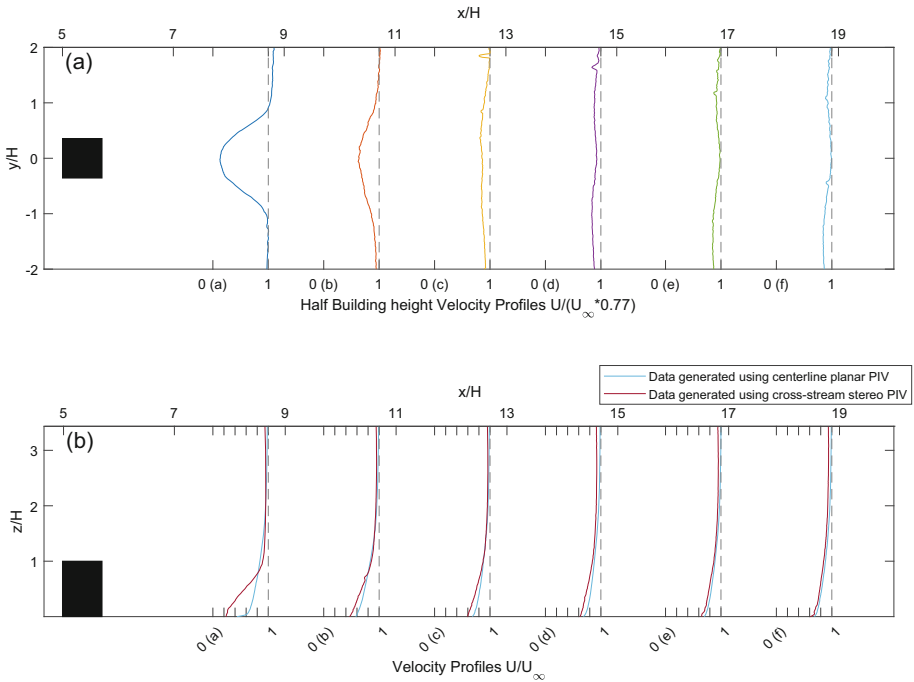 x/H
5 7 9 11 13 15 17 19
(a)
2
1
0
-1
-2
y/H
0 (a) 1 0 (b) 1 0 (c) 1 0 (d) 1 0 (e) 1 0 (f) 1
Half Building height Velocity Profiles U/(U∞*0.77)
Data generated using centerline planar PIV
Data generated using cross-stream stereo PIV
x/H
5 7 9 11 13 15 17 19
(b)
3
2
1
z/H
0 (a) 1 0 (b) 1 0 (c) 1 0 (d) 1 0 (e) 1 0 (f) 1
Velocity Profiles U/U∞